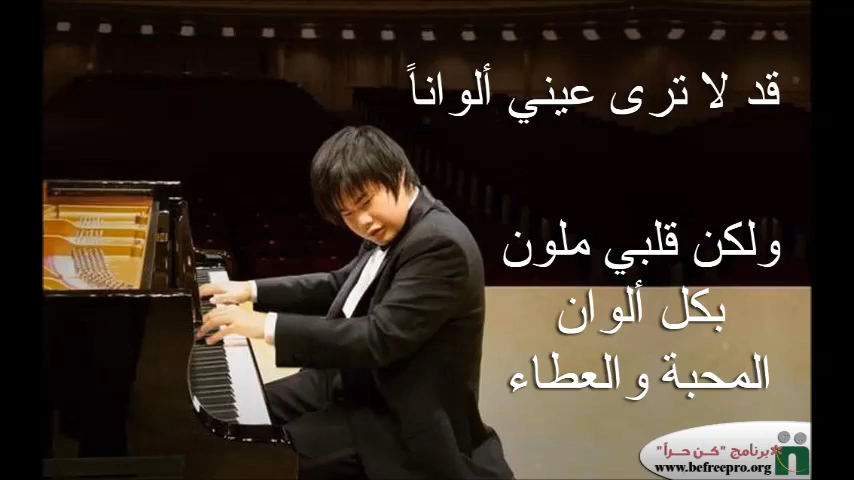 قد لا ترى عيني ألواناً
ولكن قلبي ملون
بكل ألوان
المحبة والعطاء
برنامج "كن حراً"
www.befreepro.org